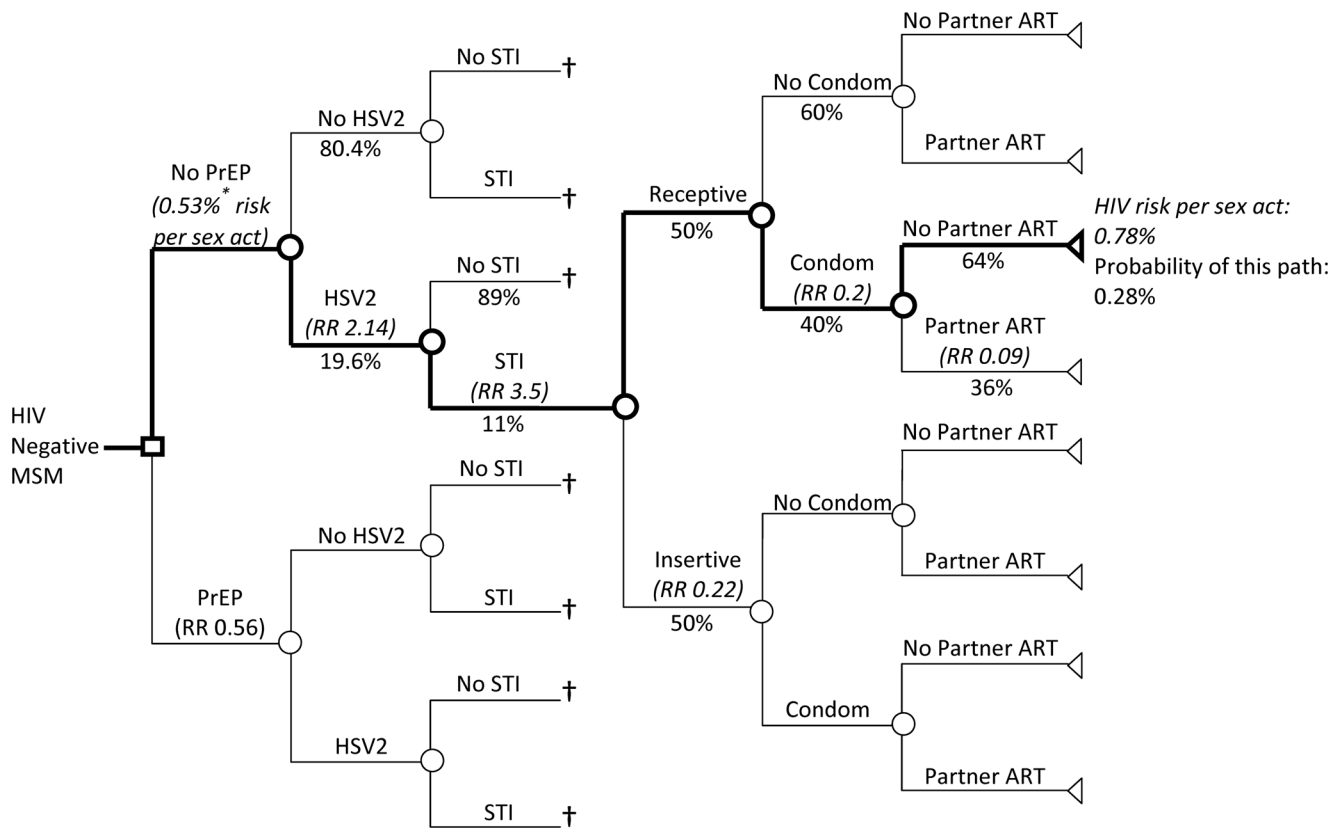 HIV
Negative
MSM
No PrEP
(0.53%* risk
per sex act)
PrEP
(RR 0.56)
No HSV2
80.4%
HSV2
(RR 2.14)
19.6%
No HSV2
HSV2
No STI †
STI †
No STI †
89%
STI
(RR 3.5)
11%
No STI †
STI †
No STI †
STI †
Receptive
50%
Insertive
(RR 0.22)
50%
No Condom
60%
Condom
(RR 0.2)
40%
No Condom
Condom
No Partner ART
Partner ART
No Partner ART
64%
Partner ART
(RR 0.09)
36%
No Partner ART
Partner ART
No Partner ART
Partner ART
HIV risk per sex act:
0.78%
Probability of this path:
0.28%